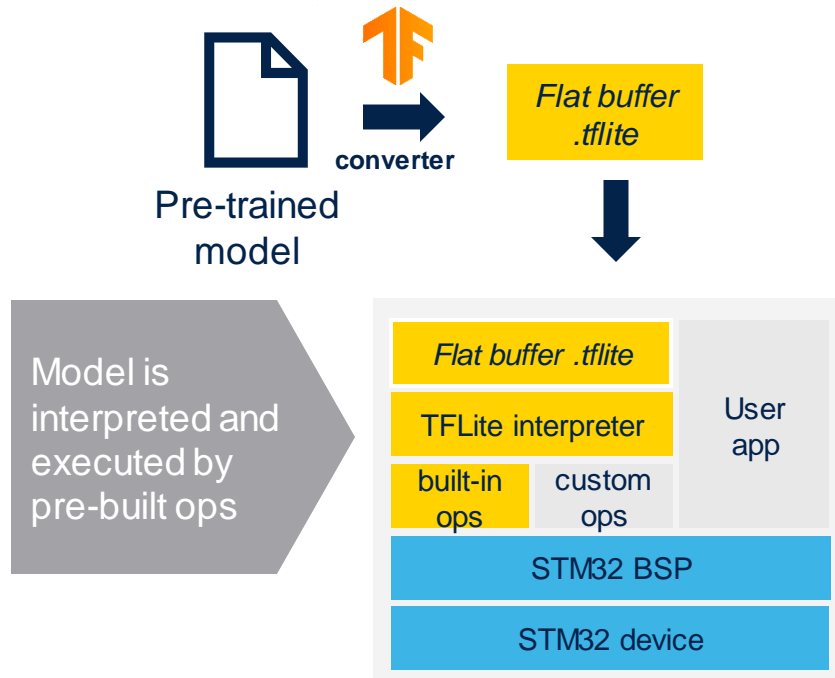 converter
Flat buffer
.tflite
Pre-trained
model
Model is
interpreted and
executed by
pre-built ops
Flat buffer .tflite
TFLite interpreter
built-in
ops
custom
ops
User
app
STM32 BSP
STM32 device